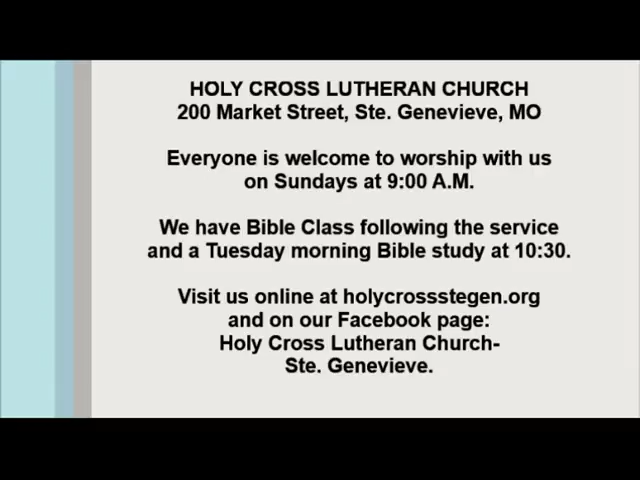 HOLY CROSS LUTHERAN CHURCH
200 Market Street, Ste. Genevieve, MO
Everyone is welcome to worship with us
on Sundays at 9:00 A.M.
We have Bible Class following the service
and a Tuesday morning Bible study at 10:30.
Visit us online at holycrossstegen.org
and on our Facebook page:
Holy Cross Lutheran Church-
Ste. Genevieve.